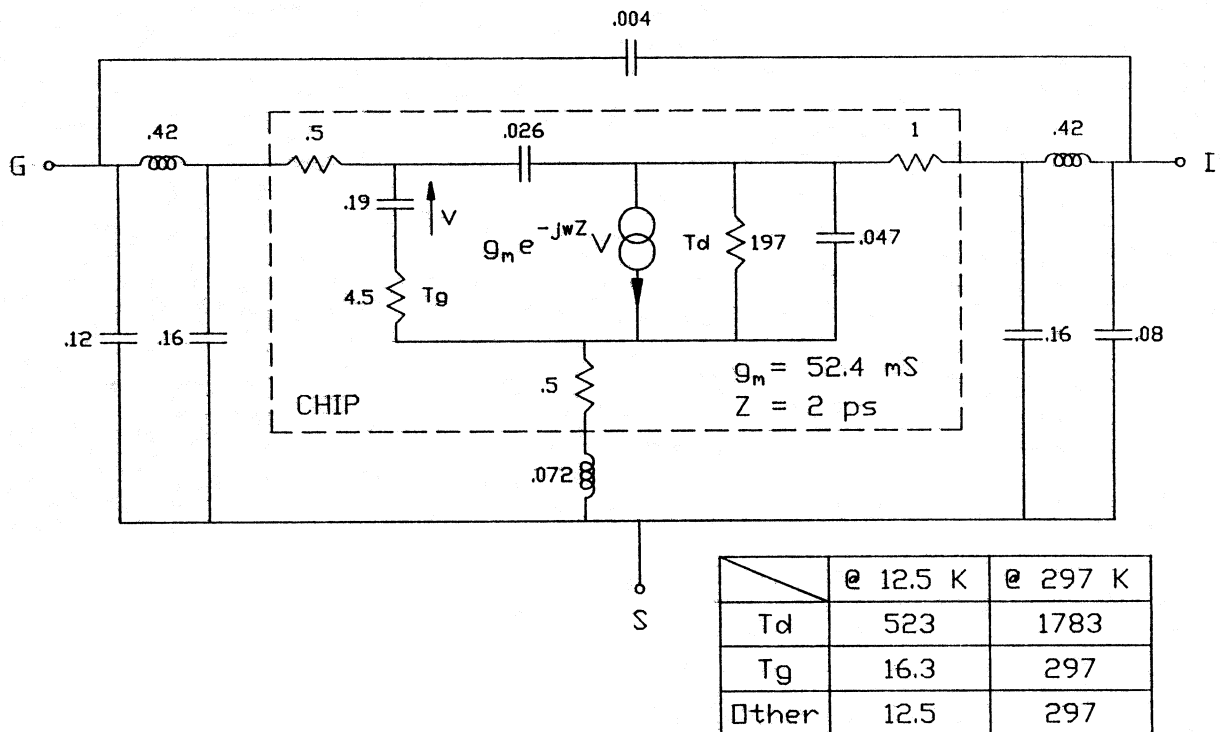 .004
.42
.5
.026
1
.42
G
I
.19
V
gₘe^-jwZ V
Td
197
.047
4.5
Tg
.12
.16
.16
.08
.5
gₘ = 52.4 mS
CHIP
Z = 2 ps
.072
S
@ 12.5 K
@ 297 K
Td
523
1783
Tg
16.3
297
Other
12.5
297